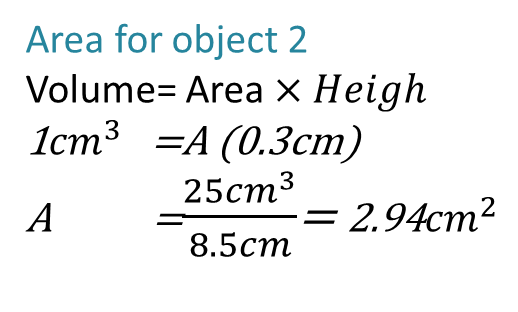 Area for object 2
Volume= Area × Heigh
1cm³ =A (0.3cm)
A = 25cm³ / 8.5cm = 2.94cm²